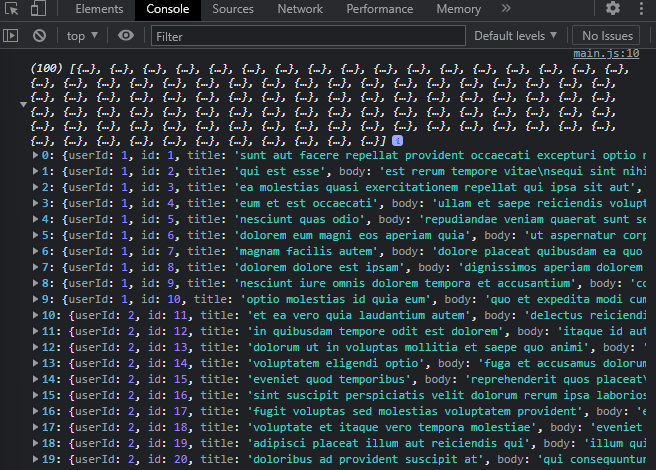 Elements Console Sources Network Performance Memory »
top ▼ Filter Default levels ▼ No Issues
main.js:10
(100) [{…}, {…}, {…}, {…}, {…}, {…}, {…}, {…}, {…}, {…}, {…}, {…}, {…}, {…}, {…}, {…}, {…},
{…}, {…}, {…}, {…}, {…}, {…}, {…}, {…}, {…}, {…}, {…}, {…}, {…}, {…}, {…}, {…}, {…}, {…},
{…}, {…}, {…}, {…}, {…}, {…}, {…}, {…}, {…}, {…}, {…}, {…}, {…}, {…}, {…}, {…}, {…}, {…},
{…}, {…}, {…}, {…}, {…}, {…}, {…}, {…}, {…}, {…}, {…}, {…}, {…}, {…}, {…}, {…}, {…}, {…},
{…}, {…}, {…}, {…}, {…}, {…}, {…}, {…}, {…}, {…}, {…}, {…}, {…}, {…}, {…}, {…}, {…}, {…},
{…}, {…}, {…}, {…}, {…}, {…}, {…}, {…}, {…}, {…}, {…}] i
0: {userId: 1, id: 1, title: 'sunt aut facere repellat provident occaecati excepturi optio
1: {userId: 1, id: 2, title: 'qui est esse', body: 'est rerum tempore vitae\nsequi sint nihi
2: {userId: 1, id: 3, title: 'ea molestias quasi exercitationem repellat qui ipsa sit aut',
3: {userId: 1, id: 4, title: 'eum et est occaecati', body: 'ullam et saepe reiciendis volupt
4: {userId: 1, id: 5, title: 'nesciunt quas odio', body: 'repudiandae veniam quaerat sunt se
5: {userId: 1, id: 6, title: 'dolorem eum magni eos aperiam quia', body: 'ut aspernatur corp
6: {userId: 1, id: 7, title: 'magnam facilis autem', body: 'dolore placeat quibusdam ea quo
7: {userId: 1, id: 8, title: 'dolorem dolore est ipsam', body: 'dignissimos aperiam dolorem
8: {userId: 1, id: 9, title: 'nesciunt iure omnis dolorem tempora et accusantium', body: 'co
9: {userId: 1, id: 10, title: 'optio molestias id quia eum', body: 'quo et expedita modi cum
10: {userId: 2, id: 11, title: 'et ea vero quia laudantium autem', body: 'delectus reiciendi
11: {userId: 2, id: 12, title: 'in quibusdam tempore odit est dolorem', body: 'itaque id aut
12: {userId: 2, id: 13, title: 'dolorum ut in voluptas mollitia et saepe quo animi', body: '
13: {userId: 2, id: 14, title: 'voluptatem eligendi optio', body: 'fuga et accusamus dolorum
14: {userId: 2, id: 15, title: 'eveniet quod temporibus', body: 'reprehenderit quos placeat\
15: {userId: 2, id: 16, title: 'sint suscipit perspiciatis velit dolorum rerum ipsa laborios
16: {userId: 2, id: 17, title: 'fugit voluptas sed molestias voluptatem provident', body: 'e
17: {userId: 2, id: 18, title: 'voluptate et itaque vero tempora molestiae', body: 'eveniet
18: {userId: 2, id: 19, title: 'adipisci placeat illum aut reiciendis qui', body: 'illum qui
19: {userId: 2, id: 20, title: 'doloribus ad provident suscipit at', body: 'qui consequuntur